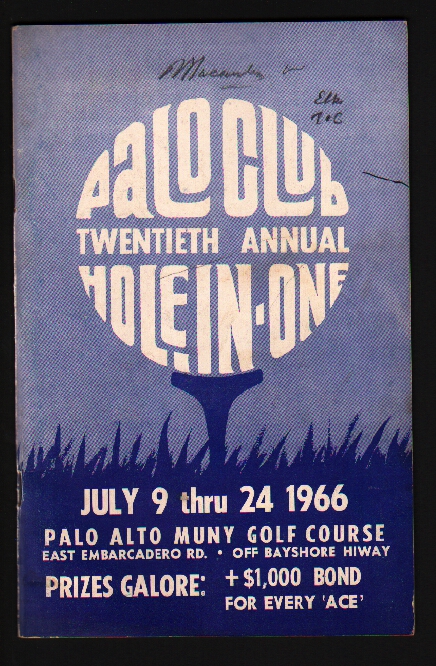 PALO CLUB
TWENTIETH ANNUAL
HOLE-IN-ONE
JULY 9 thru 24 1966
PALO ALTO MUNY GOLF COURSE
EAST EMBARCADERO RD. • OFF BAYSHORE HIWAY
PRIZES GALORE: + $1,000 BOND
FOR EVERY 'ACE'